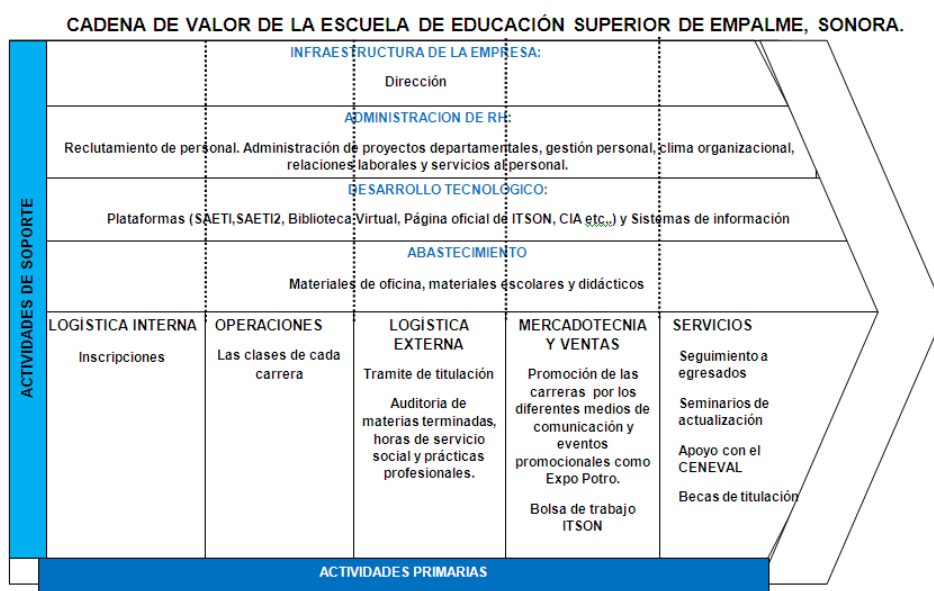 CADENA DE VALOR DE LA ESCUELA DE EDUCACIÓN SUPERIOR DE EMPALME, SONORA.
ACTIVIDADES DE SOPORTE
INFRAESTRUCTURA DE LA EMPRESA:
Dirección
ADMINISTRACION DE RH:
Reclutamiento de personal. Administración de proyectos departamentales, gestión personal, clima organizacional,
relaciones laborales y servicios al personal.
DESARROLLO TECNOLÓGICO:
Plataformas (SAETI,SAETI2, Biblioteca Virtual, Página oficial de ITSON, CIA etc,.) y Sistemas de información
ABASTECIMIENTO
Materiales de oficina, materiales escolares y didácticos
LOGÍSTICA INTERNA
Inscripciones
OPERACIONES
Las clases de cada
carrera
LOGÍSTICA
EXTERNA
Tramite de titulación
Auditoria de
materias terminadas,
horas de servicio
social y prácticas
profesionales.
MERCADOTECNIA
Y VENTAS
Promoción de las
carreras por los
diferentes medios de
comunicación y
eventos
promocionales como
Expo Potro.
Bolsa de trabajo
ITSON
SERVICIOS
Seguimiento a
egresados
Seminarios de
actualización
Apoyo con el
CENEVAL
Becas de titulación
ACTIVIDADES PRIMARIAS